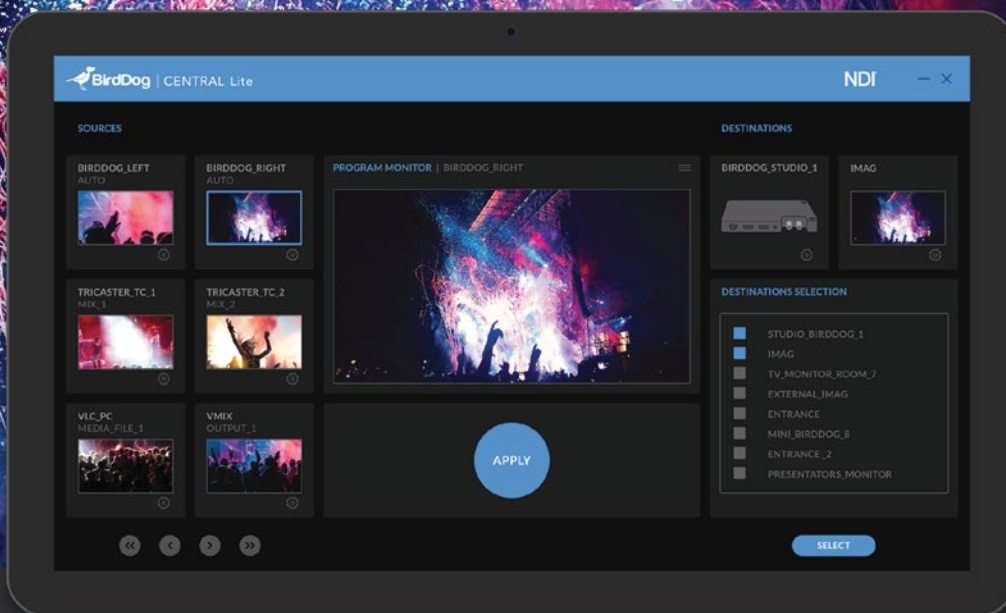 BirdDog | CENTRAL Lite
NDI
SOURCES
DESTINATIONS
BIRDDOG_LEFT
AUTO
BIRDDOG_RIGHT
AUTO
PROGRAM MONITOR | BIRDDOG_RIGHT
BIRDDOG_STUDIO_1
IMAG
TRICASTER_TC_1
MIX_1
TRICASTER_TC_2
MIX_2
DESTINATIONS SELECTION
STUDIO_BIRDDOG_1
IMAG
TV_MONITOR_ROOM_7
EXTERNAL_IMAG
ENTRANCE
MINI_BIRDDOG_8
ENTRANCE_2
PRESENTATORS_MONITOR
VLC_PC
MEDIA_FILE_1
VMIX
OUTPUT_1
APPLY
SELECT